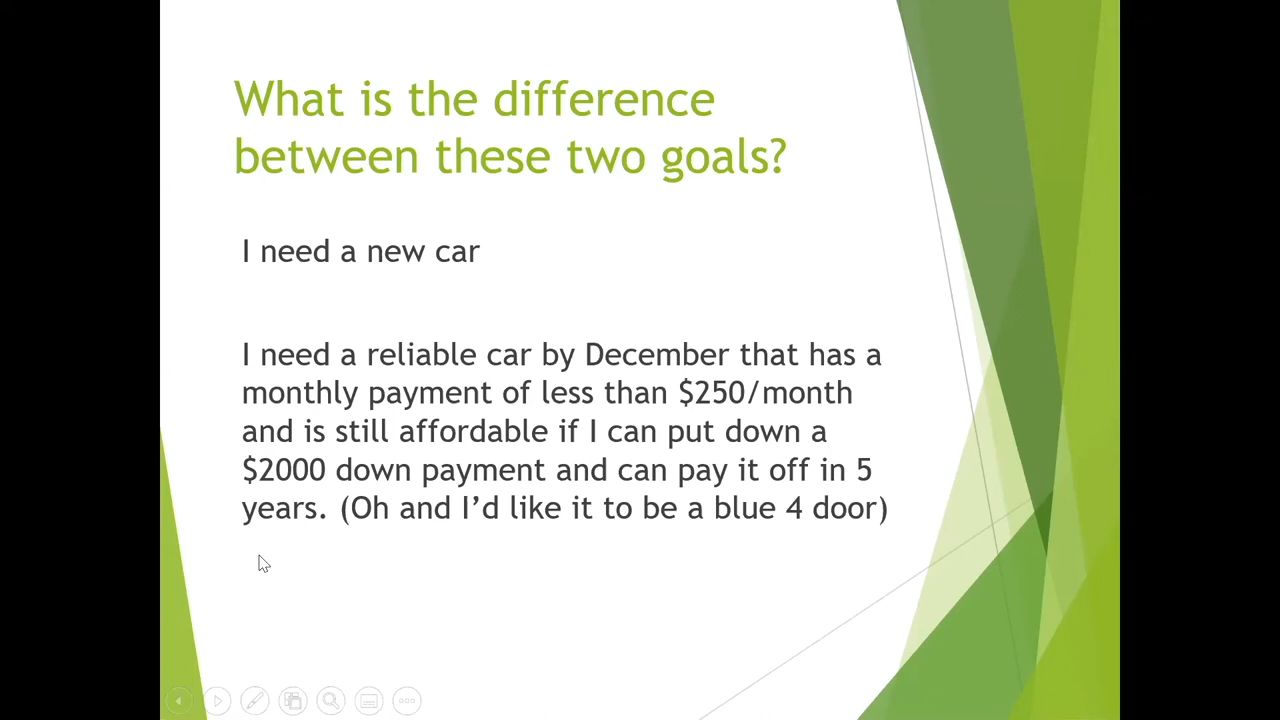 What is the difference
between these two goals?
I need a new car
I need a reliable car by December that has a
monthly payment of less than $250/month
and is still affordable if I can put down a
$2000 down payment and can pay it off in 5
years. (Oh and I’d like it to be a blue 4 door)